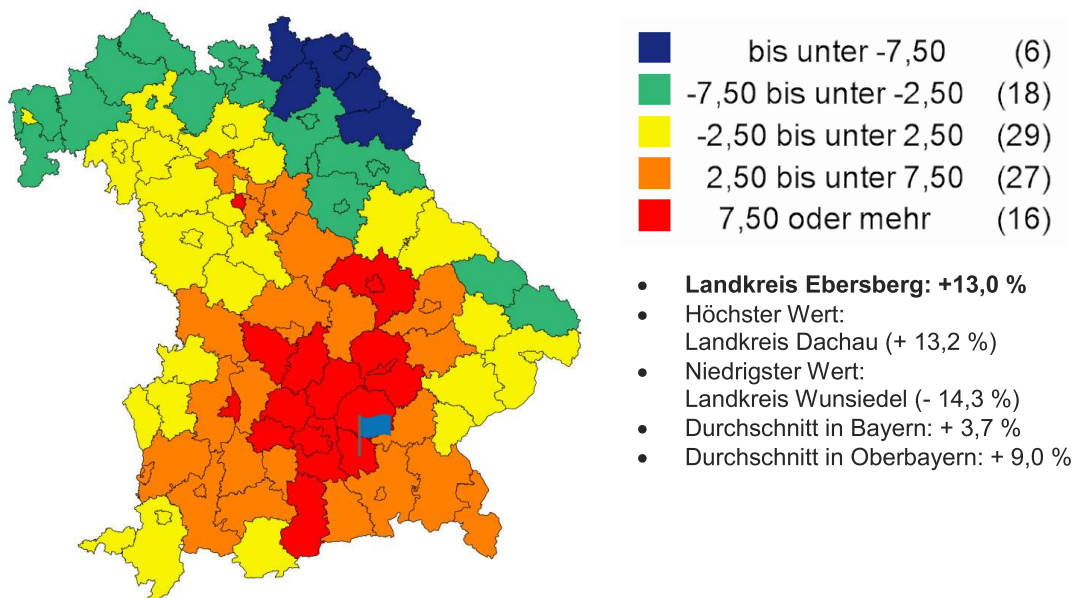 bis unter -7,50 (6)
-7,50 bis unter -2,50 (18)
-2,50 bis unter 2,50 (29)
2,50 bis unter 7,50 (27)
7,50 oder mehr (16)
• Landkreis Ebersberg: +13,0 %
• Höchster Wert:
Landkreis Dachau (+ 13,2 %)
• Niedrigster Wert:
Landkreis Wunsiedel (- 14,3 %)
• Durchschnitt in Bayern: + 3,7 %
• Durchschnitt in Oberbayern: + 9,0 %